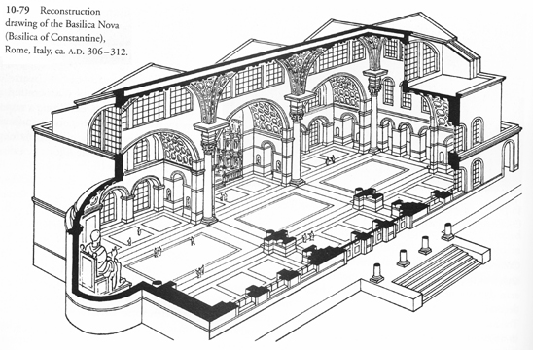 10-79 Reconstruction
drawing of the Basilica Nova
(Basilica of Constantine),
Rome, Italy, ca. A.D. 306–312.